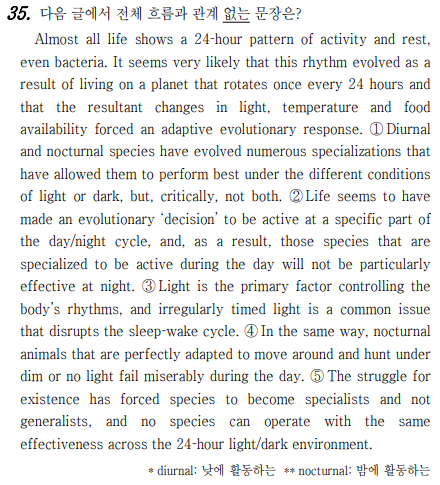 35. 다음 글에서 전체 흐름과 관계 없는 문장은?
Almost all life shows a 24-hour pattern of activity and rest,
even bacteria. It seems very likely that this rhythm evolved as a
result of living on a planet that rotates once every 24 hours and
that the resultant changes in light, temperature and food
availability forced an adaptive evolutionary response. ① Diurnal
and nocturnal species have evolved numerous specializations that
have allowed them to perform best under the different conditions
of light or dark, but, critically, not both. ② Life seems to have
made an evolutionary ‘decision’ to be active at a specific part of
the day/night cycle, and, as a result, those species that are
specialized to be active during the day will not be particularly
effective at night. ③ Light is the primary factor controlling the
body’s rhythms, and irregularly timed light is a common issue
that disrupts the sleep-wake cycle. ④ In the same way, nocturnal
animals that are perfectly adapted to move around and hunt under
dim or no light fail miserably during the day. ⑤ The struggle for
existence has forced species to become specialists and not
generalists, and no species can operate with the same
effectiveness across the 24-hour light/dark environment.
* diurnal: 낮에 활동하는 ** nocturnal: 밤에 활동하는